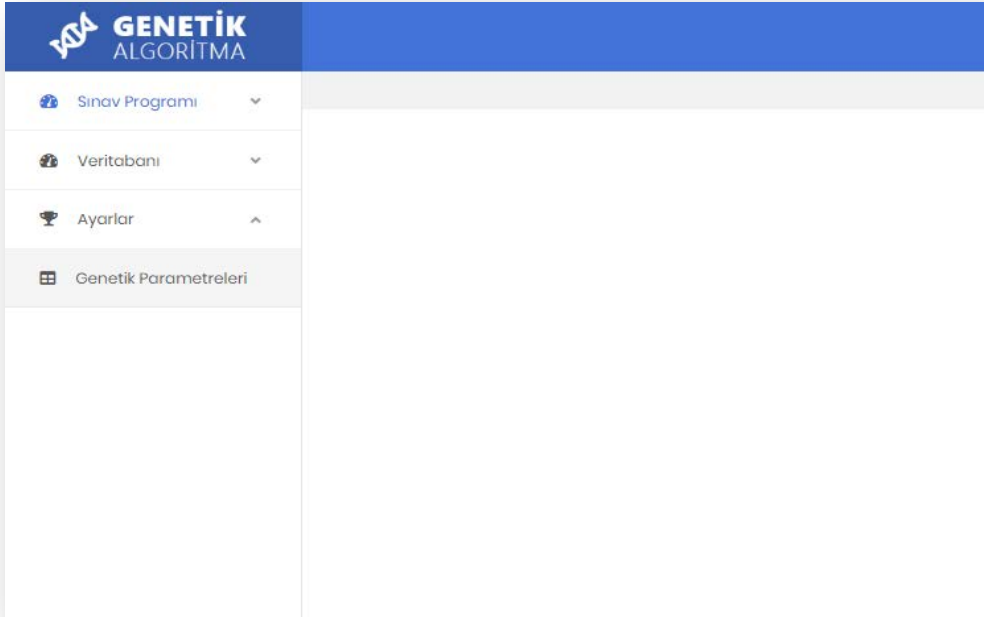 GENETİK
ALGORİTMA
Sınav Programı
Veritabanı
Ayarlar
Genetik Parametreleri